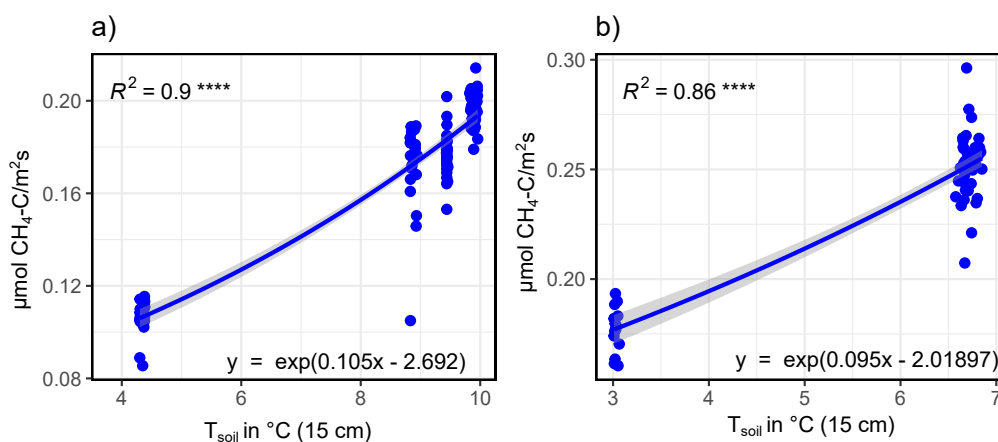 a)
R² = 0.9 ****
0.20
0.16
0.12
0.08
µmol CH₄-C/m²s
y = exp(0.105x - 2.692)
4
6
8
10
T_soil in °C (15 cm)
b)
0.30
R² = 0.86 ****
0.25
0.20
µmol CH₄-C/m²s
y = exp(0.095x - 2.01897)
3
4
5
6
7
T_soil in °C (15 cm)